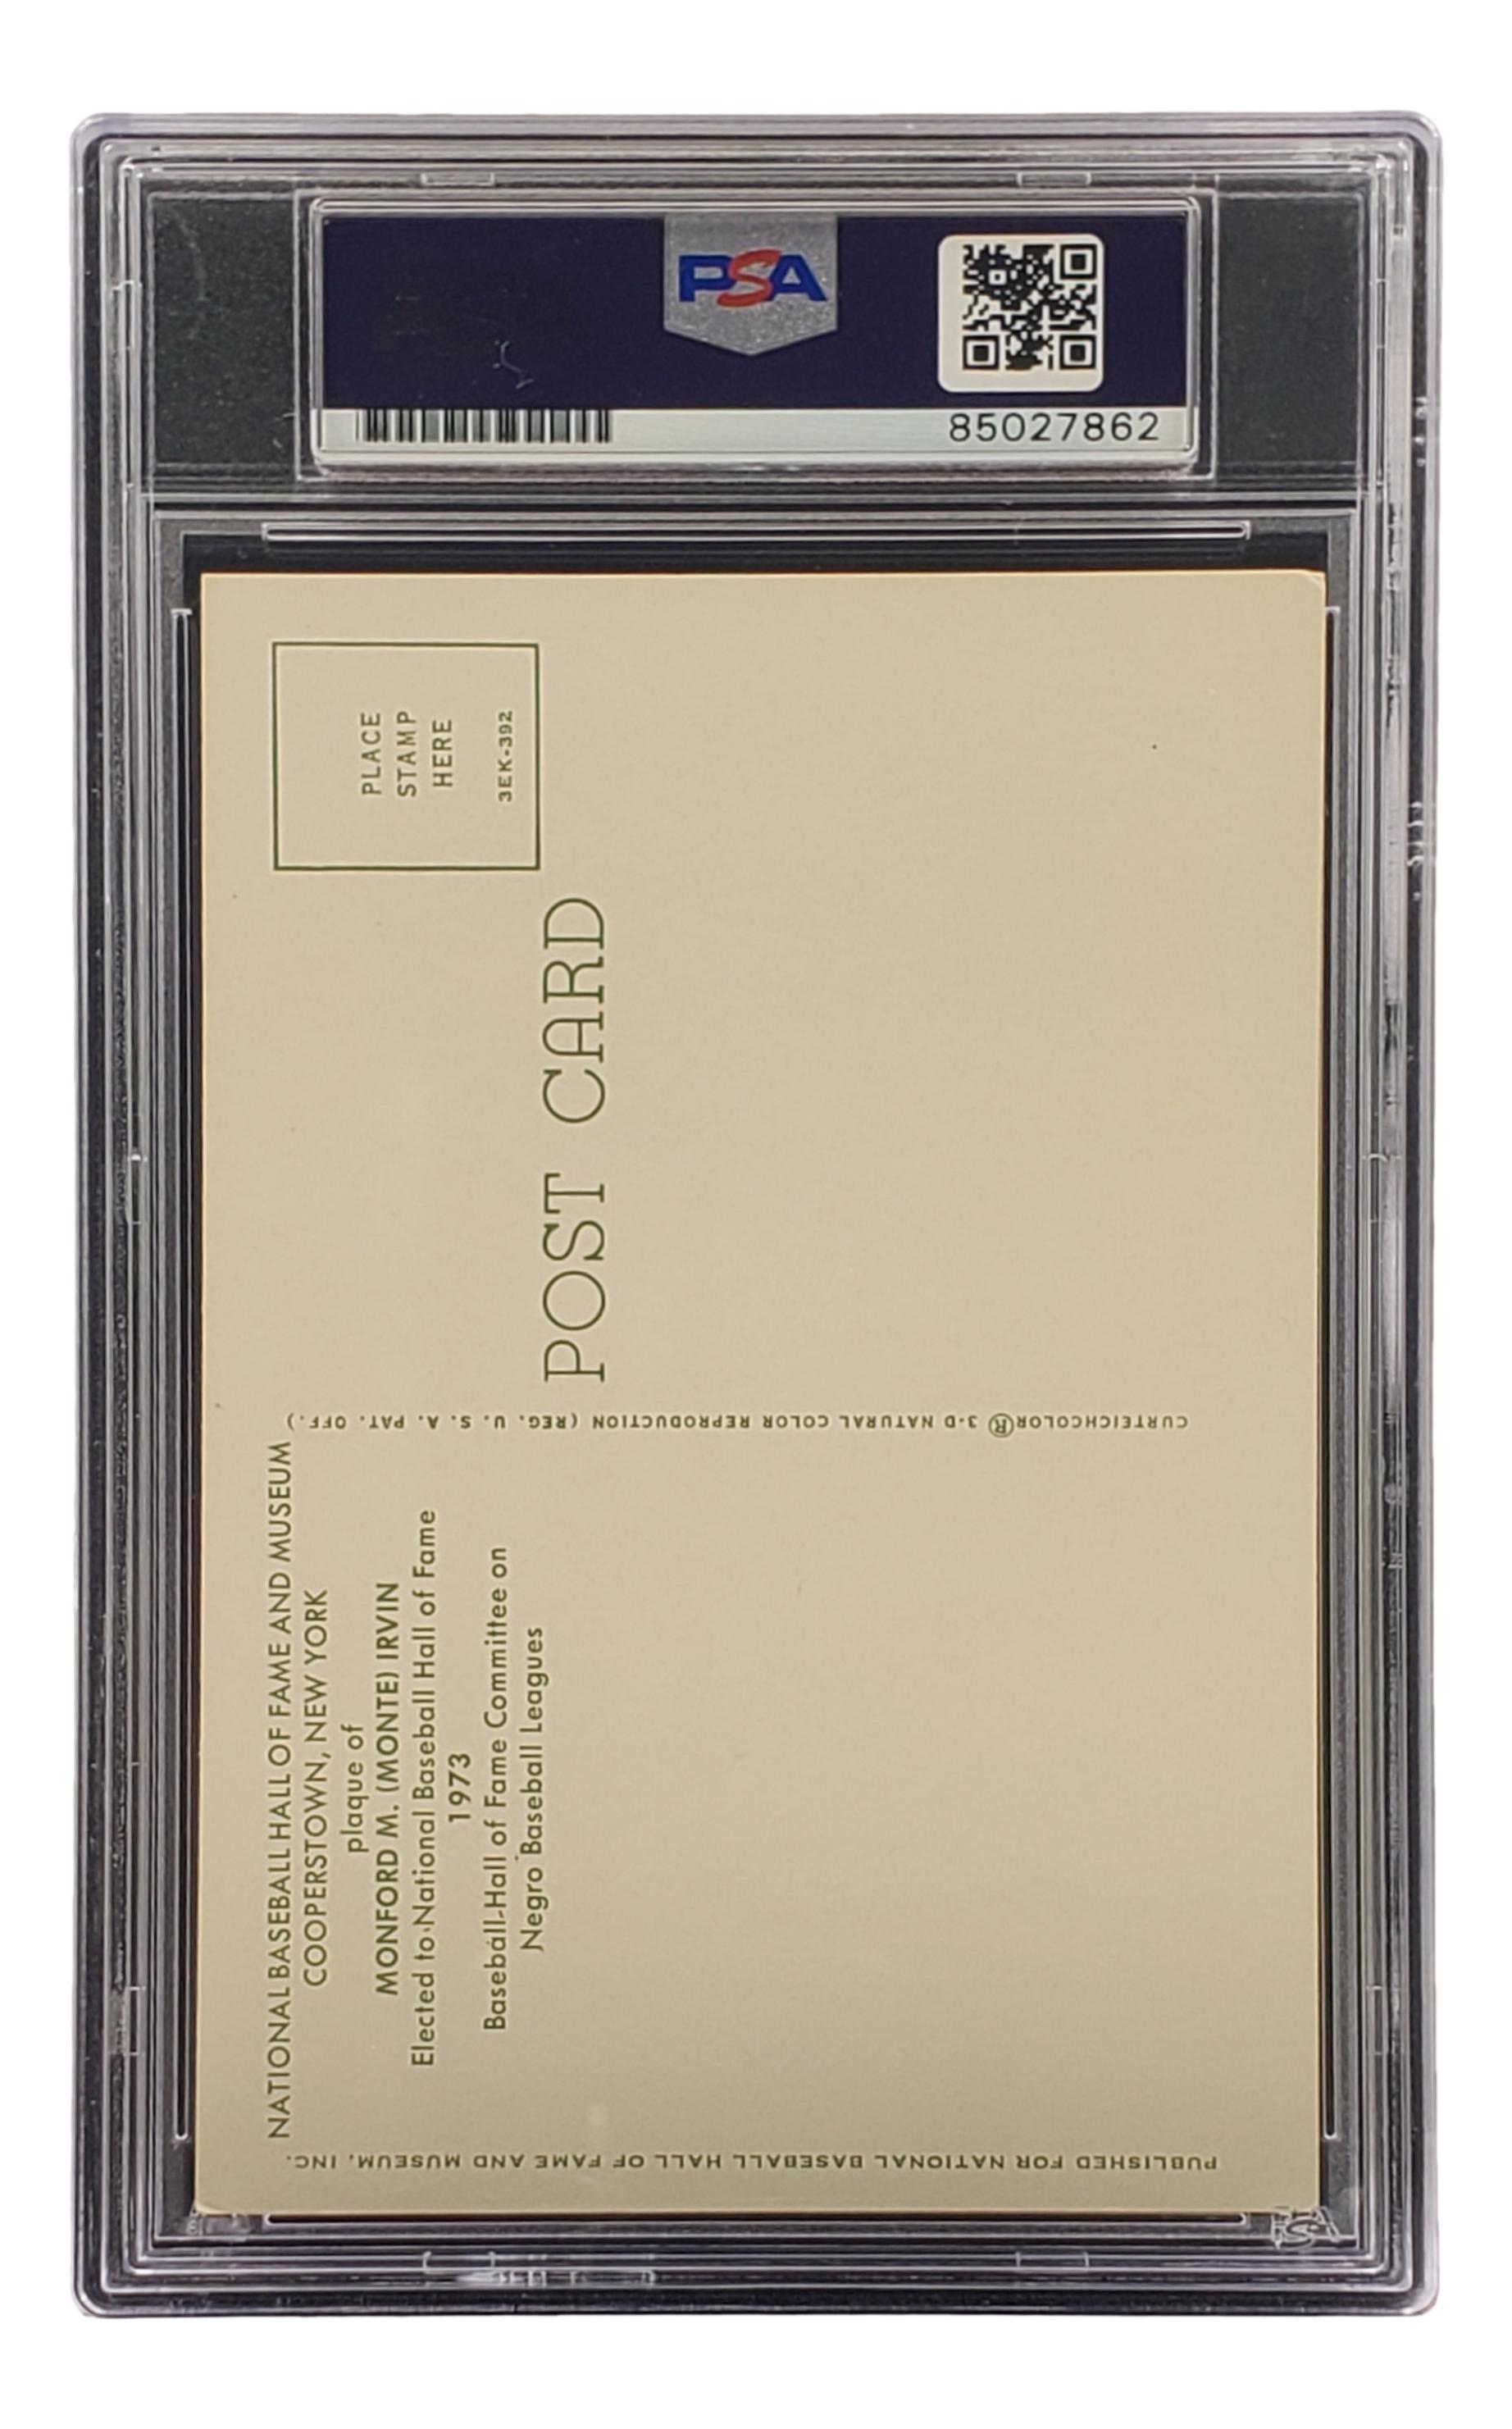 PSA
85027862
PLACE
STAMP
HERE
3EK-392
POST CARD
CURTEICHCOLOR® 3-D NATURAL COLOR REPRODUCTION (REG. U. S. A. PAT. OFF.)
NATIONAL BASEBALL HALL OF FAME AND MUSEUM
COOPERSTOWN, NEW YORK
plaque of
MONFORD M. (MONTE) IRVIN
Elected to National Baseball Hall of Fame
1973
Baseball Hall of Fame Committee on
Negro Baseball Leagues
PUBLISHED FOR NATIONAL BASEBALL HALL OF FAME AND MUSEUM, INC.
PSA